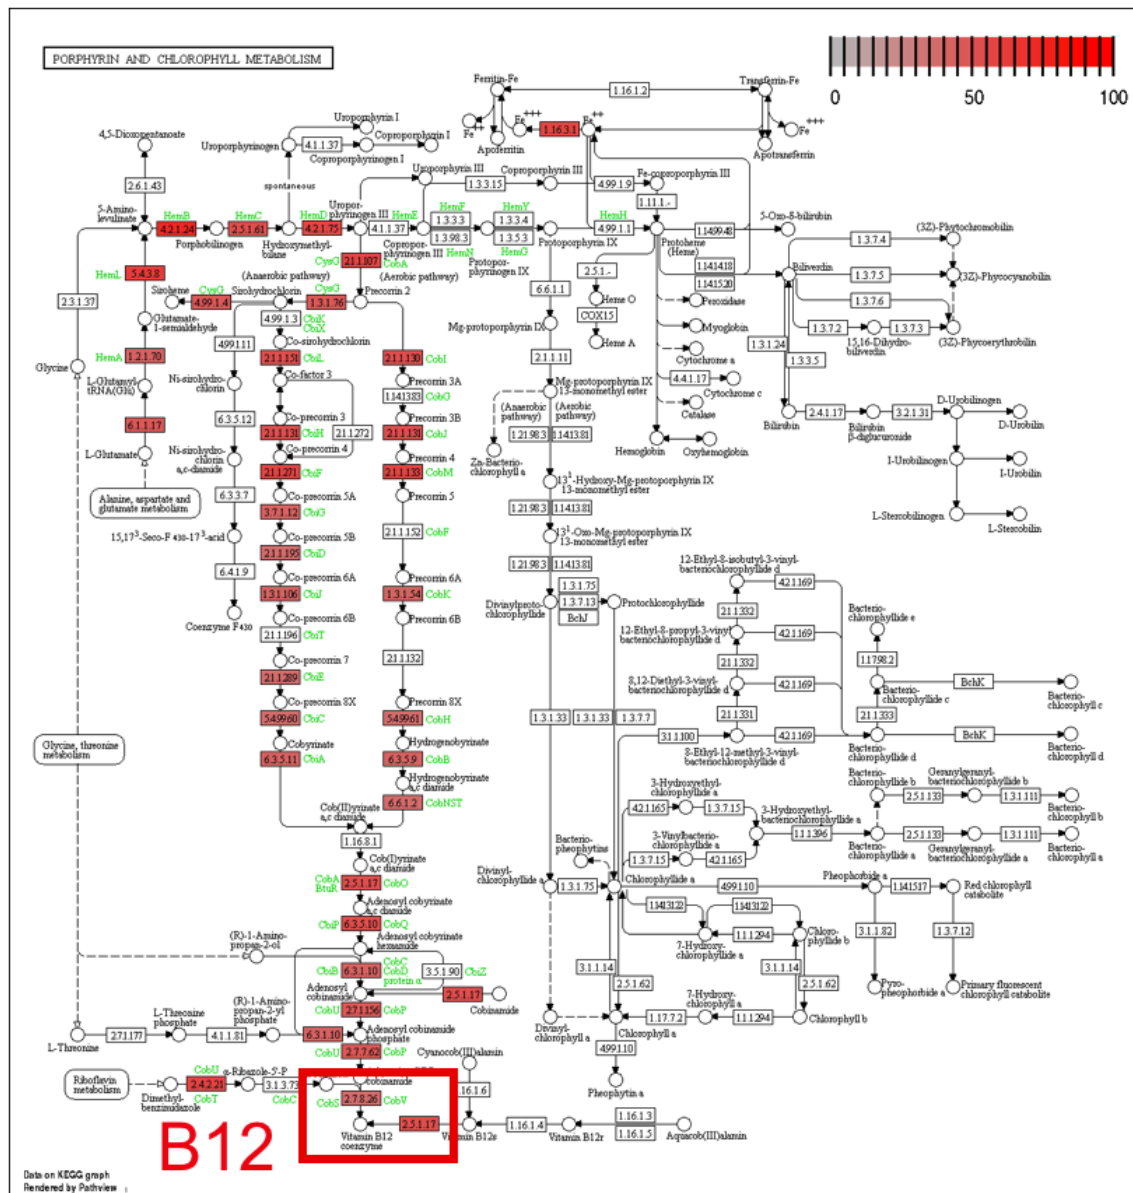 PORPHYRIN AND CHLOROPHYLL METABOLISM
0 50 100
Ferritin-Fe
1.16.1.2
Transferrin-Fe
Fe ++
Fe +++
1.16.3.1
Fe ++
Fe +++
Apoferritin
Apotransferrin
4,5-Dioxopentanoate
Uroporphyrin I
Uroporphyrinogen I
4.1.1.37
Coproporphyrin I
Coproporphyrinogen I
2.6.1.43
spontaneous
Uroporphyrin III
Coproporphyrin III
1.3.3.15
4.99.1.9
Fe-coproporphyrin III
1.11.1.-
5-Amino-
levulinate
HemB
4.2.1.24
Porphobilinogen
HemC
2.5.1.61
Hydroxymethyl-
bilane
HemD
4.2.1.75
Uropor-
phyrinogen III
HemE
4.1.1.37
Copropor-
phyrinogen III
HemF
1.3.3.3
1.3.98.3
HemN
Protopor-
phyrinogen IX
HemY
1.3.3.4
1.3.5.3
HemG
Protoporphyrin IX
HemH
4.99.1.1
Protoheme
(Heme)
1.14.99.48
5-Oxo-δ-bilirubin
1.14.14.18
1.14.15.20
Biliverdin
1.3.7.4
(3Z)-Phytochromobilin
1.3.7.5
(3Z)-Phycocyanobilin
1.3.7.6
1.3.7.2
15,16-Dihydro-
biliverdin
1.3.7.3
(3Z)-Phycoerythrobilin
1.3.1.24
1.3.3.5
Bilirubin
2.4.1.17
Bilirubin
β-diglucuronide
3.2.1.31
D-Urobilinogen
D-Urobilin
I-Urobilinogen
I-Urobilin
L-Stercobilinogen
L-Stercobilin
2.5.1.-
Heme O
COX15
Heme A
Peroxidase
Myoglobin
Cytochrome a
4.4.1.17
Cytochrome c
Catalase
Hemoglobin
Oxyhemoglobin
HemL
5.4.3.8
Glutamate-
1-semialdehyde
HemA
1.2.1.70
L-Glutamyl-
tRNA(Glu)
6.1.1.17
L-Glutamate
Alanine, aspartate and
glutamate metabolism
2.3.1.37
Glycine
Glycine, threonine
metabolism
(Anaerobic pathway)
CysG
2.1.1.107
CobA
(Aerobic pathway)
Siroheme
CysG
4.99.1.4
Sirohydrochlorin
CysG
1.3.1.76
Precorrin 2
4.99.1.11
Ni-sirohydro-
chlorin
6.3.5.12
Ni-sirohydro-
chlorin
a,c-diamide
6.3.3.7
15,17³-Seco-F 430-17³-acid
6.4.1.9
Coenzyme F430
4.99.1.3
CbiK
CbiX
Co-sirohydrochlorin
2.1.1.151
CbiL
Co-factor 3
Co-precorrin 3
2.1.1.131
CbiH
2.1.1.272
Co-precorrin 4
2.1.1.271
CbiF
Co-precorrin 5A
3.7.1.12
CbiG
Co-precorrin 5B
2.1.1.195
CbiD
Co-precorrin 6A
1.3.1.106
CbiJ
Co-precorrin 6B
2.1.1.196
CbiT
Co-precorrin 7
2.1.1.289
CbiE
Co-precorrin 8X
5.4.99.60
CbiC
Cobyrinate
6.3.5.11
CbiA
2.1.1.130
CobI
Precorrin 3A
1.14.13.83
CobG
Precorrin 3B
2.1.1.131
CobJ
Precorrin 4
2.1.1.133
CobM
Precorrin 5
2.1.1.152
CobF
Precorrin 6A
1.3.1.54
CobK
Precorrin 6B
2.1.1.132
Precorrin 8X
5.4.99.61
CobH
Hydrogenobyrinate
6.3.5.9
CobB
Hydrogenobyrinate
a,c diamide
6.6.1.2
CobNST
Cob(II)yrinate
a,c diamide
1.16.8.1
Cob(I)yrinate
a,c diamide
CobA
BtuR
2.5.1.17
CobO
Adenosyl cobyrinate
a,c diamide
CbiP
6.3.5.10
CobQ
Adenosyl cobyrinate
hexaamide
(R)-1-Amino-
propan-2-ol
CbiB
6.3.1.10
CobC
CobD
protein α
3.5.1.90
CbiZ
Adenosyl
cobinamide
2.5.1.17
Cobinamide
CobU
2.7.1.156
CobP
(R)-1-Amino-
propan-2-yl
phosphate
L-Threonine
2.7.1.177
L-Threonine
phosphate
4.1.1.81
6.3.1.10
Adenosyl cobinamide
phosphate
CobU
2.7.7.62
CobP
Cyanocob(III)alamin
cobinamide
Riboflavin
metabolism
Dimethyl-
benzimidazole
CobU
2.4.2.21
CobT
α-Ribazole-5'-P
3.1.3.73
CobC
CobS
2.7.8.26
CobV
16.1.6
Vitamin B12
coenzyme
2.5.1.17
Vitamin B12s
1.16.1.4
Vitamin B12r
1.16.1.3
1.16.1.5
Aquacob(III)alamin
B12
6.6.1.1
Mg-protoporphyrin IX
2.1.1.11
Mg-protoporphyrin IX
13-monomethyl ester
(Anaerobic
pathway)
(Aerobic
pathway)
1.21.98.3
1.14.13.81
Zn-Bacterio-
chlorophyll a
13¹-Hydroxy-Mg-protoporphyrin IX
13-monomethyl ester
1.21.98.3
1.14.13.81
13¹-Oxo-Mg-protoporphyrin IX
13-monomethyl ester
1.21.98.3
1.14.13.81
Divinylproto-
chlorophyllide
1.3.1.75
1.3.7.13
BchJ
Protochlorophyllide
1.3.1.33
1.3.1.33
1.3.7.7
12-Ethyl-8-isobutyl-3-vinyl-
bacteriochlorophyllide d
4.2.1.169
2.1.1.332
12-Ethyl-8-propyl-3-vinyl
bacteriochlorophyllide d
4.2.1.169
2.1.1.332
8,12-Diethyl-3-vinyl-
bacteriochlorophyllide d
4.2.1.169
2.1.1.331
3.1.1.100
8-Ethyl-12-methyl-3-vinyl-
bacteriochlorophyllide d
4.2.1.169
Bacterio-
chlorophyllide e
1.17.98.2
Bacterio-
chlorophyllide c
BchK
Bacterio-
chlorophyll c
2.1.1.333
Bacterio-
chlorophyllide d
BchK
Bacterio-
chlorophyll d
3-Hydroxyethyl-
chlorophyllide a
4.2.1.165
1.3.7.15
3-Hydroxyethyl-
bacteriochlorophyllide a
3-Vinylbacterio-
chlorophyllide a
1.3.7.15
4.2.1.165
1.1.1.396
Bacterio-
chlorophyllide b
2.5.1.133
Geranylgeranyl-
bacteriochlorophyllide b
1.3.1.111
Bacterio-
chlorophyll b
Bacterio-
chlorophyllide a
2.5.1.133
Geranylgeranyl-
bacteriochlorophyllide a
1.3.1.111
Bacterio-
chlorophyll a
Bacterio-
pheophytins
Divinyl-
chlorophyllide a
1.3.1.75
Chlorophyllide a
4.99.1.10
Pheophorbide a
1.14.15.17
Red chlorophyll
catabolite
1.14.13.122
1.14.13.122
7-Hydroxy-
chlorophyllide a
1.1.1.294
Chloro-
phyllide b
3.1.1.82
1.3.7.12
Pyro-
pheophorbide a
Primary fluorescent
chlorophyll catabolite
3.1.1.14
2.5.1.62
3.1.1.14
2.5.1.62
Divinyl-
chlorophyll a
Chlorophyll a
1.17.7.2
7-Hydroxy-
chlorophyll a
1.1.1.294
Chlorophyll b
4.99.1.10
Pheophytin a
Data on KEGG graph
Rendered by Pathview